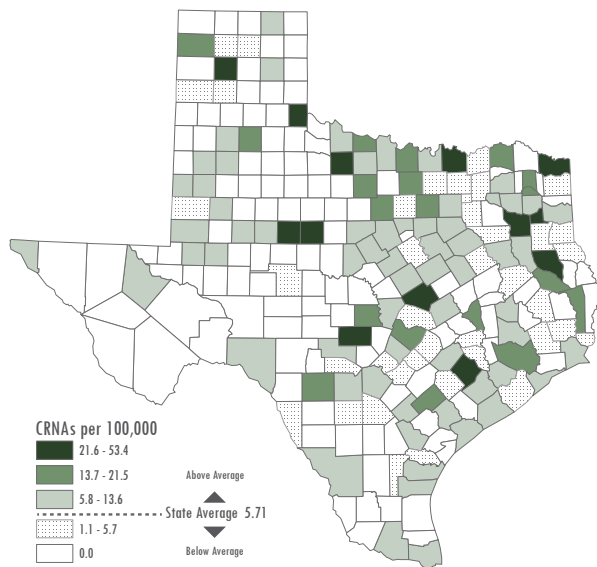 CRNAs per 100,000
21.6 - 53.4
13.7 - 21.5
Above Average
5.8 - 13.6
State Average 5.71
1.1 - 5.7
Below Average
0.0